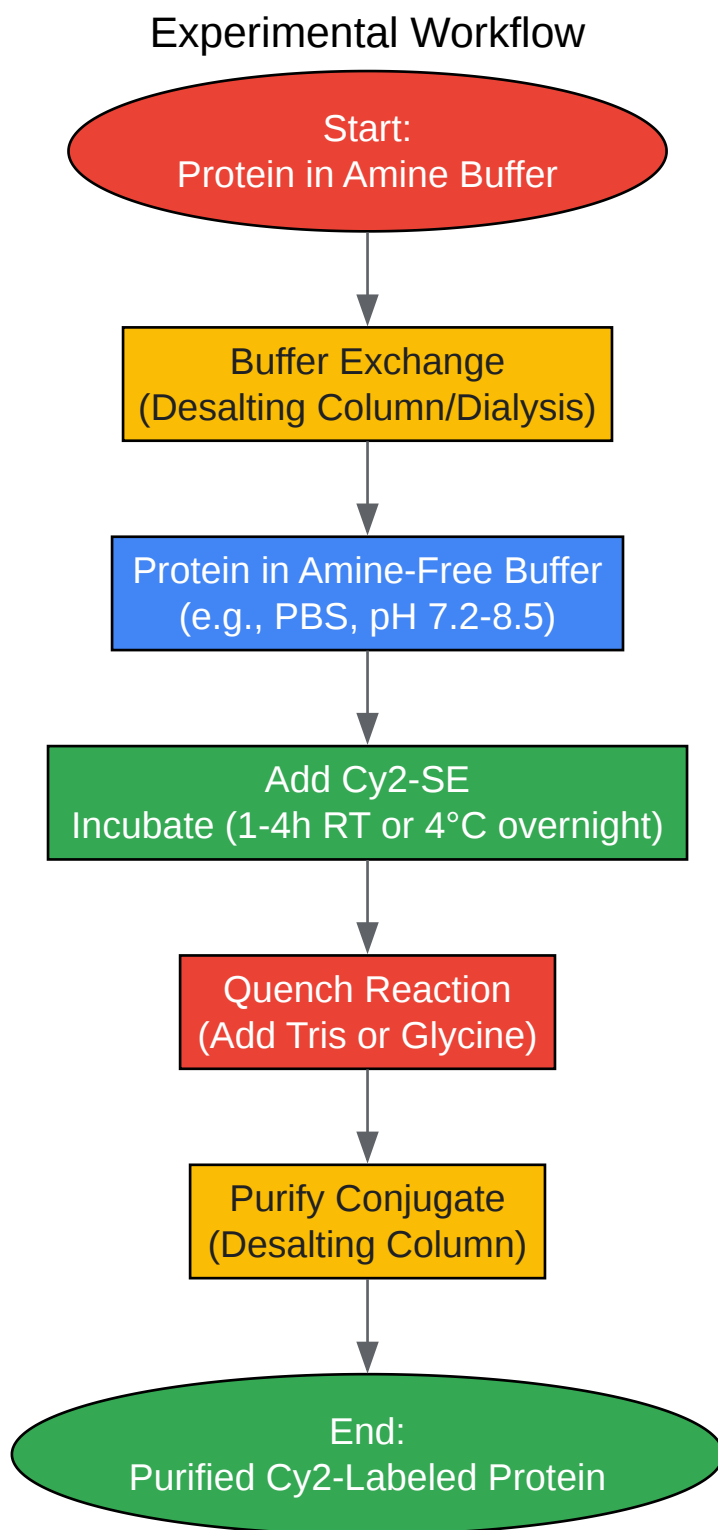 Experimental Workflow
Start:
Protein in Amine Buffer
Buffer Exchange
(Desalting Column/Dialysis)
Protein in Amine-Free Buffer
(e.g., PBS, pH 7.2-8.5)
Add Cy2-SE
Incubate (1-4h RT or 4°C overnight)
Quench Reaction
(Add Tris or Glycine)
Purify Conjugate
(Desalting Column)
End:
Purified Cy2-Labeled Protein